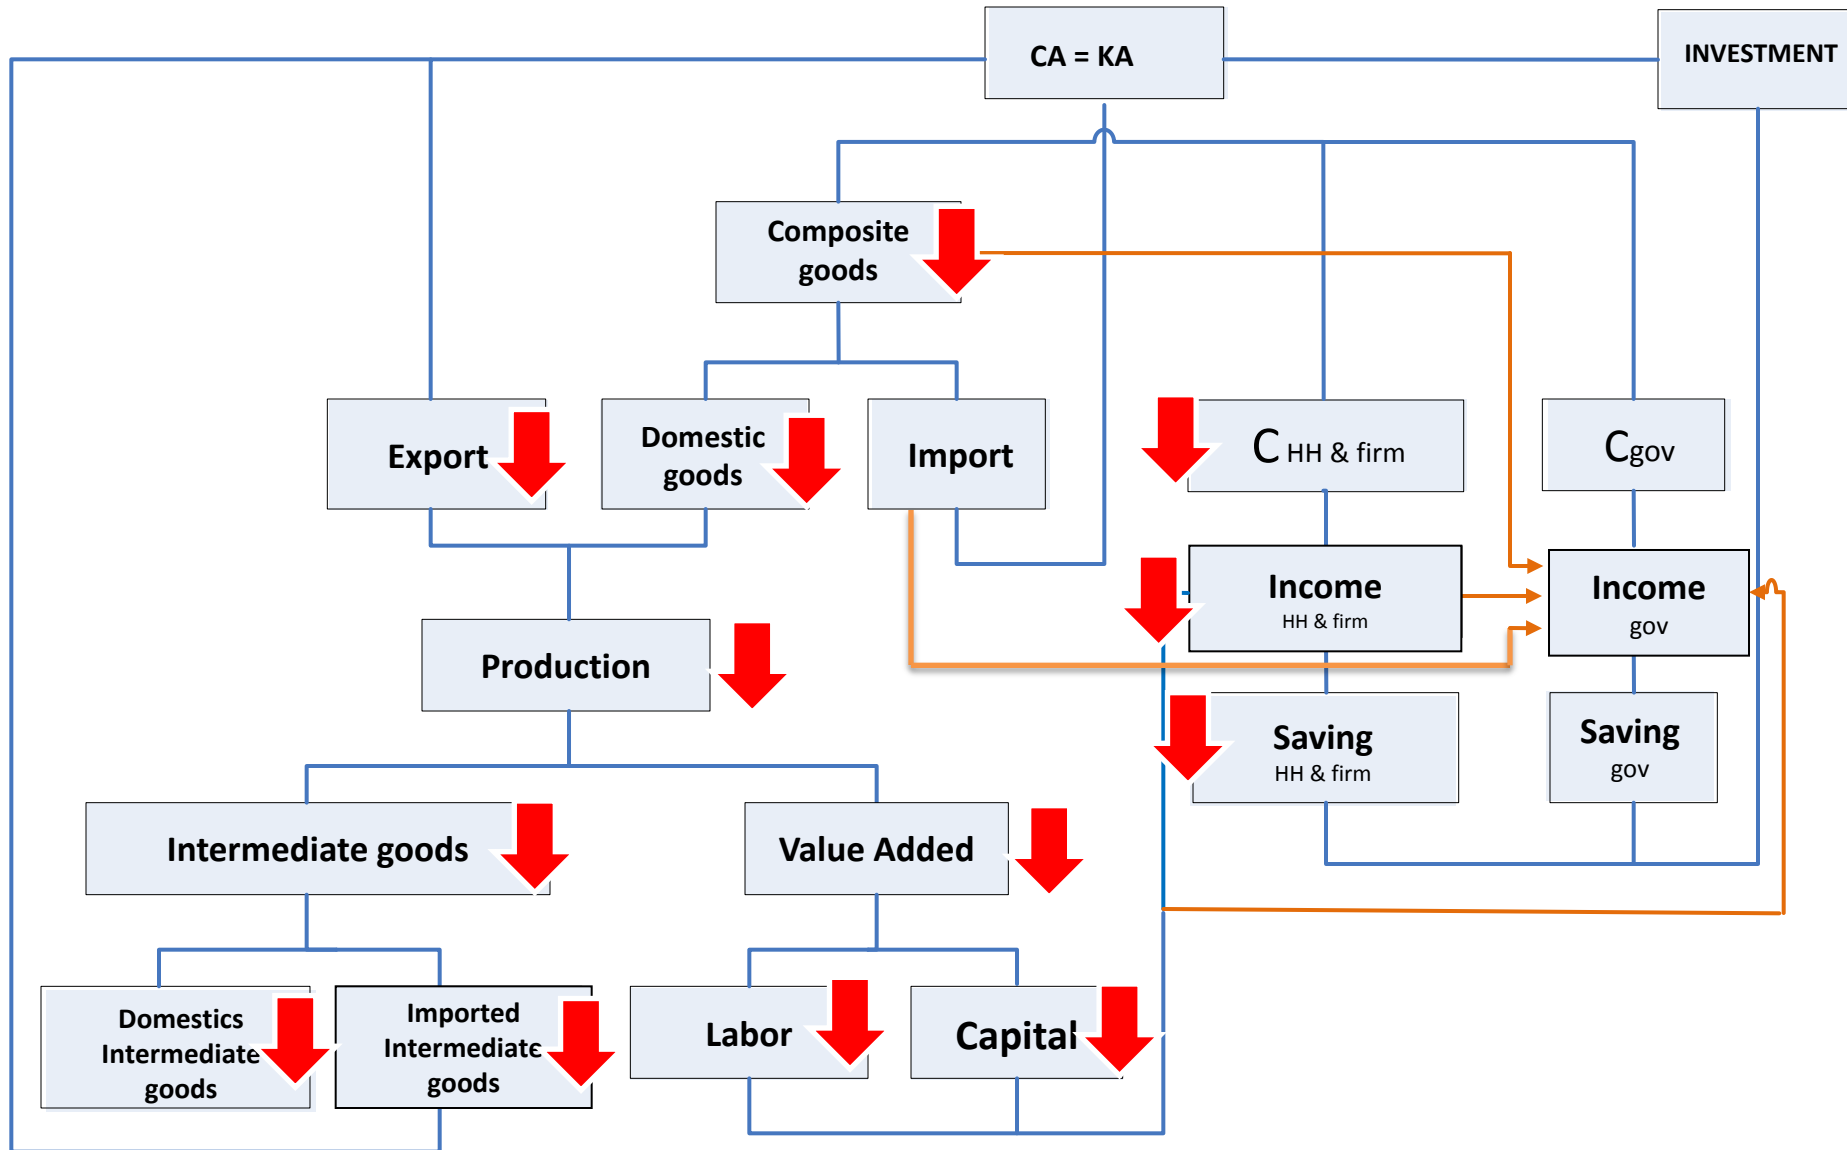 CA = KA
INVESTMENT
Composite
goods
Export
Domestic
goods
Import
C HH & firm
Cgov
Income
HH & firm
Income
gov
Production
Saving
HH & firm
Saving
gov
Intermediate goods
Value Added
Domestics
Intermediate
goods
Imported
Intermediate
goods
Labor
Capital